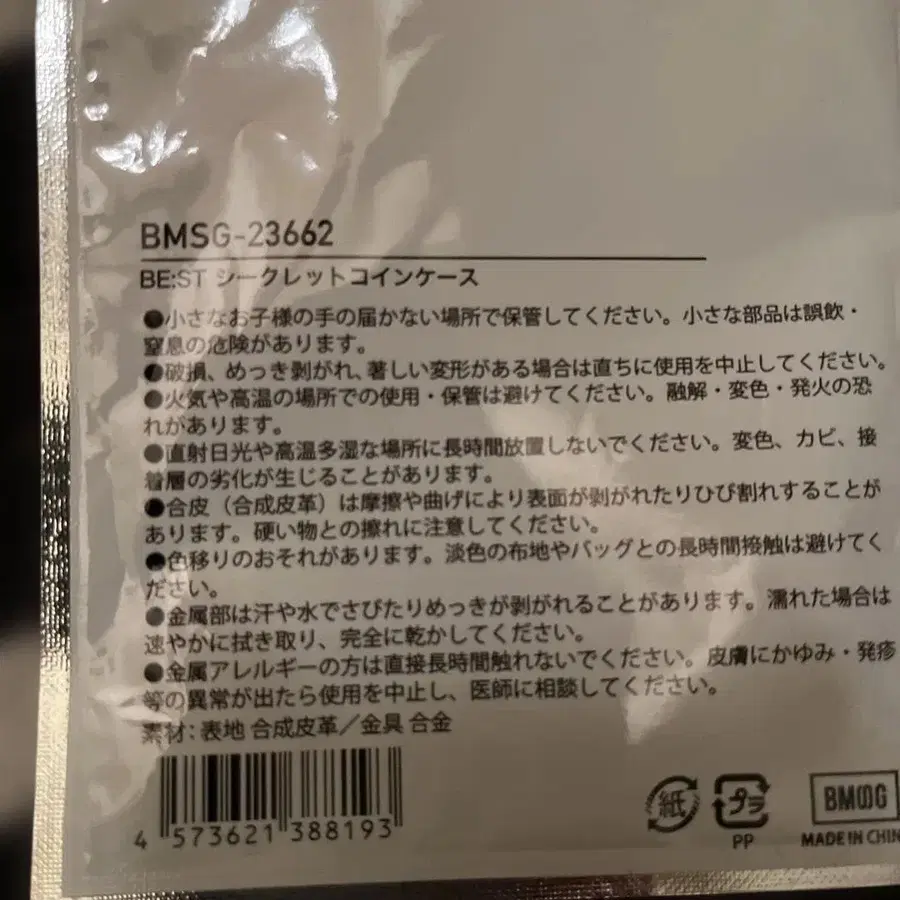 BMSG-23662
BE:ST シークレットコインケース
●小さなお子様の手の届かない場所で保管してください。小さな部品は誤飲・
窒息の危険があります。
●破損、めっき剥がれ、著しい変形がある場合は直ちに使用を中止してください。
●火気や高温の場所での使用・保管は避けてください。融解・変色・発火の恐
れがあります。
●直射日光や高温多湿な場所に長時間放置しないでください。変色、カビ、接
着層の劣化が生じることがあります。
●合皮（合成皮革）は摩擦や曲げにより表面が剥がれたりひび割れすることが
あります。硬い物との擦れに注意してください。
●色移りのおそれがあります。淡色の布地やバッグとの長時間接触は避けてく
ださい。
●金属部は汗や水でさびたりめっきが剥がれることがあります。濡れた場合は
速やかに拭き取り、完全に乾かしてください。
●金属アレルギーの方は直接長時間触れないでください。皮膚にかゆみ・発疹
等の異常が出たら使用を中止し、医師に相談してください。
素材：表地 合成皮革／金具 合金
4 573621 388193
紙 プラ BMSG
PP MADE IN CHIN